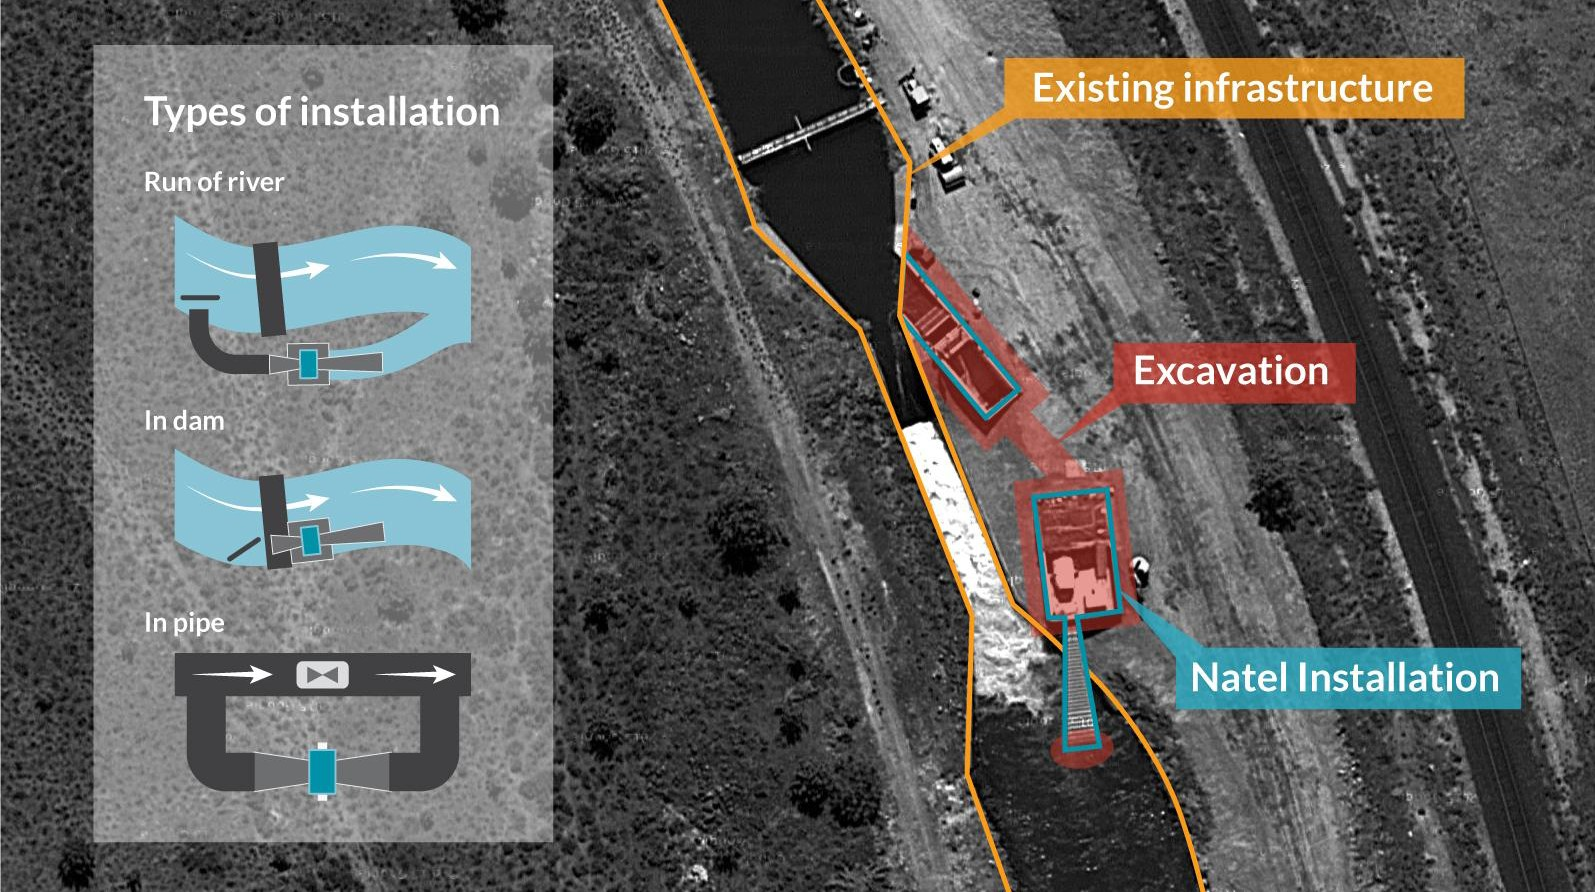 Types of installation
Run of river
In dam
In pipe
Existing infrastructure
Excavation
Natel Installation